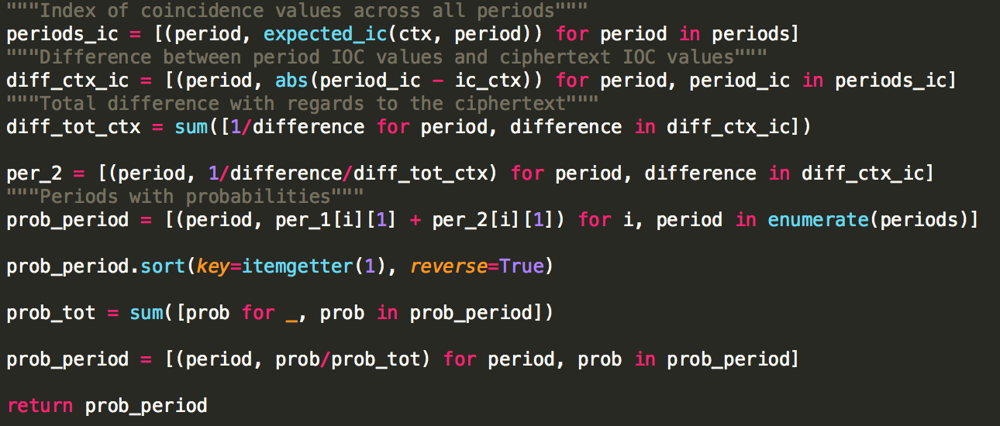 """Index of coincidence values across all periods"""
periods_ic = [(period, expected_ic(ctx, period)) for period in periods]
"""Difference between period IOC values and ciphertext IOC values"""
diff_ctx_ic = [(period, abs(period_ic - ic_ctx)) for period, period_ic in periods_ic]
"""Total difference with regards to the ciphertext"""
diff_tot_ctx = sum([1/difference for period, difference in diff_ctx_ic])
per_2 = [(period, 1/difference/diff_tot_ctx) for period, difference in diff_ctx_ic]
"""Periods with probabilities"""
prob_period = [(period, per_1[i][1] + per_2[i][1]) for i, period in enumerate(periods)]
prob_period.sort(key=itemgetter(1), reverse=True)
prob_tot = sum([prob for _, prob in prob_period])
prob_period = [(period, prob/prob_tot) for period, prob in prob_period]
return prob_period